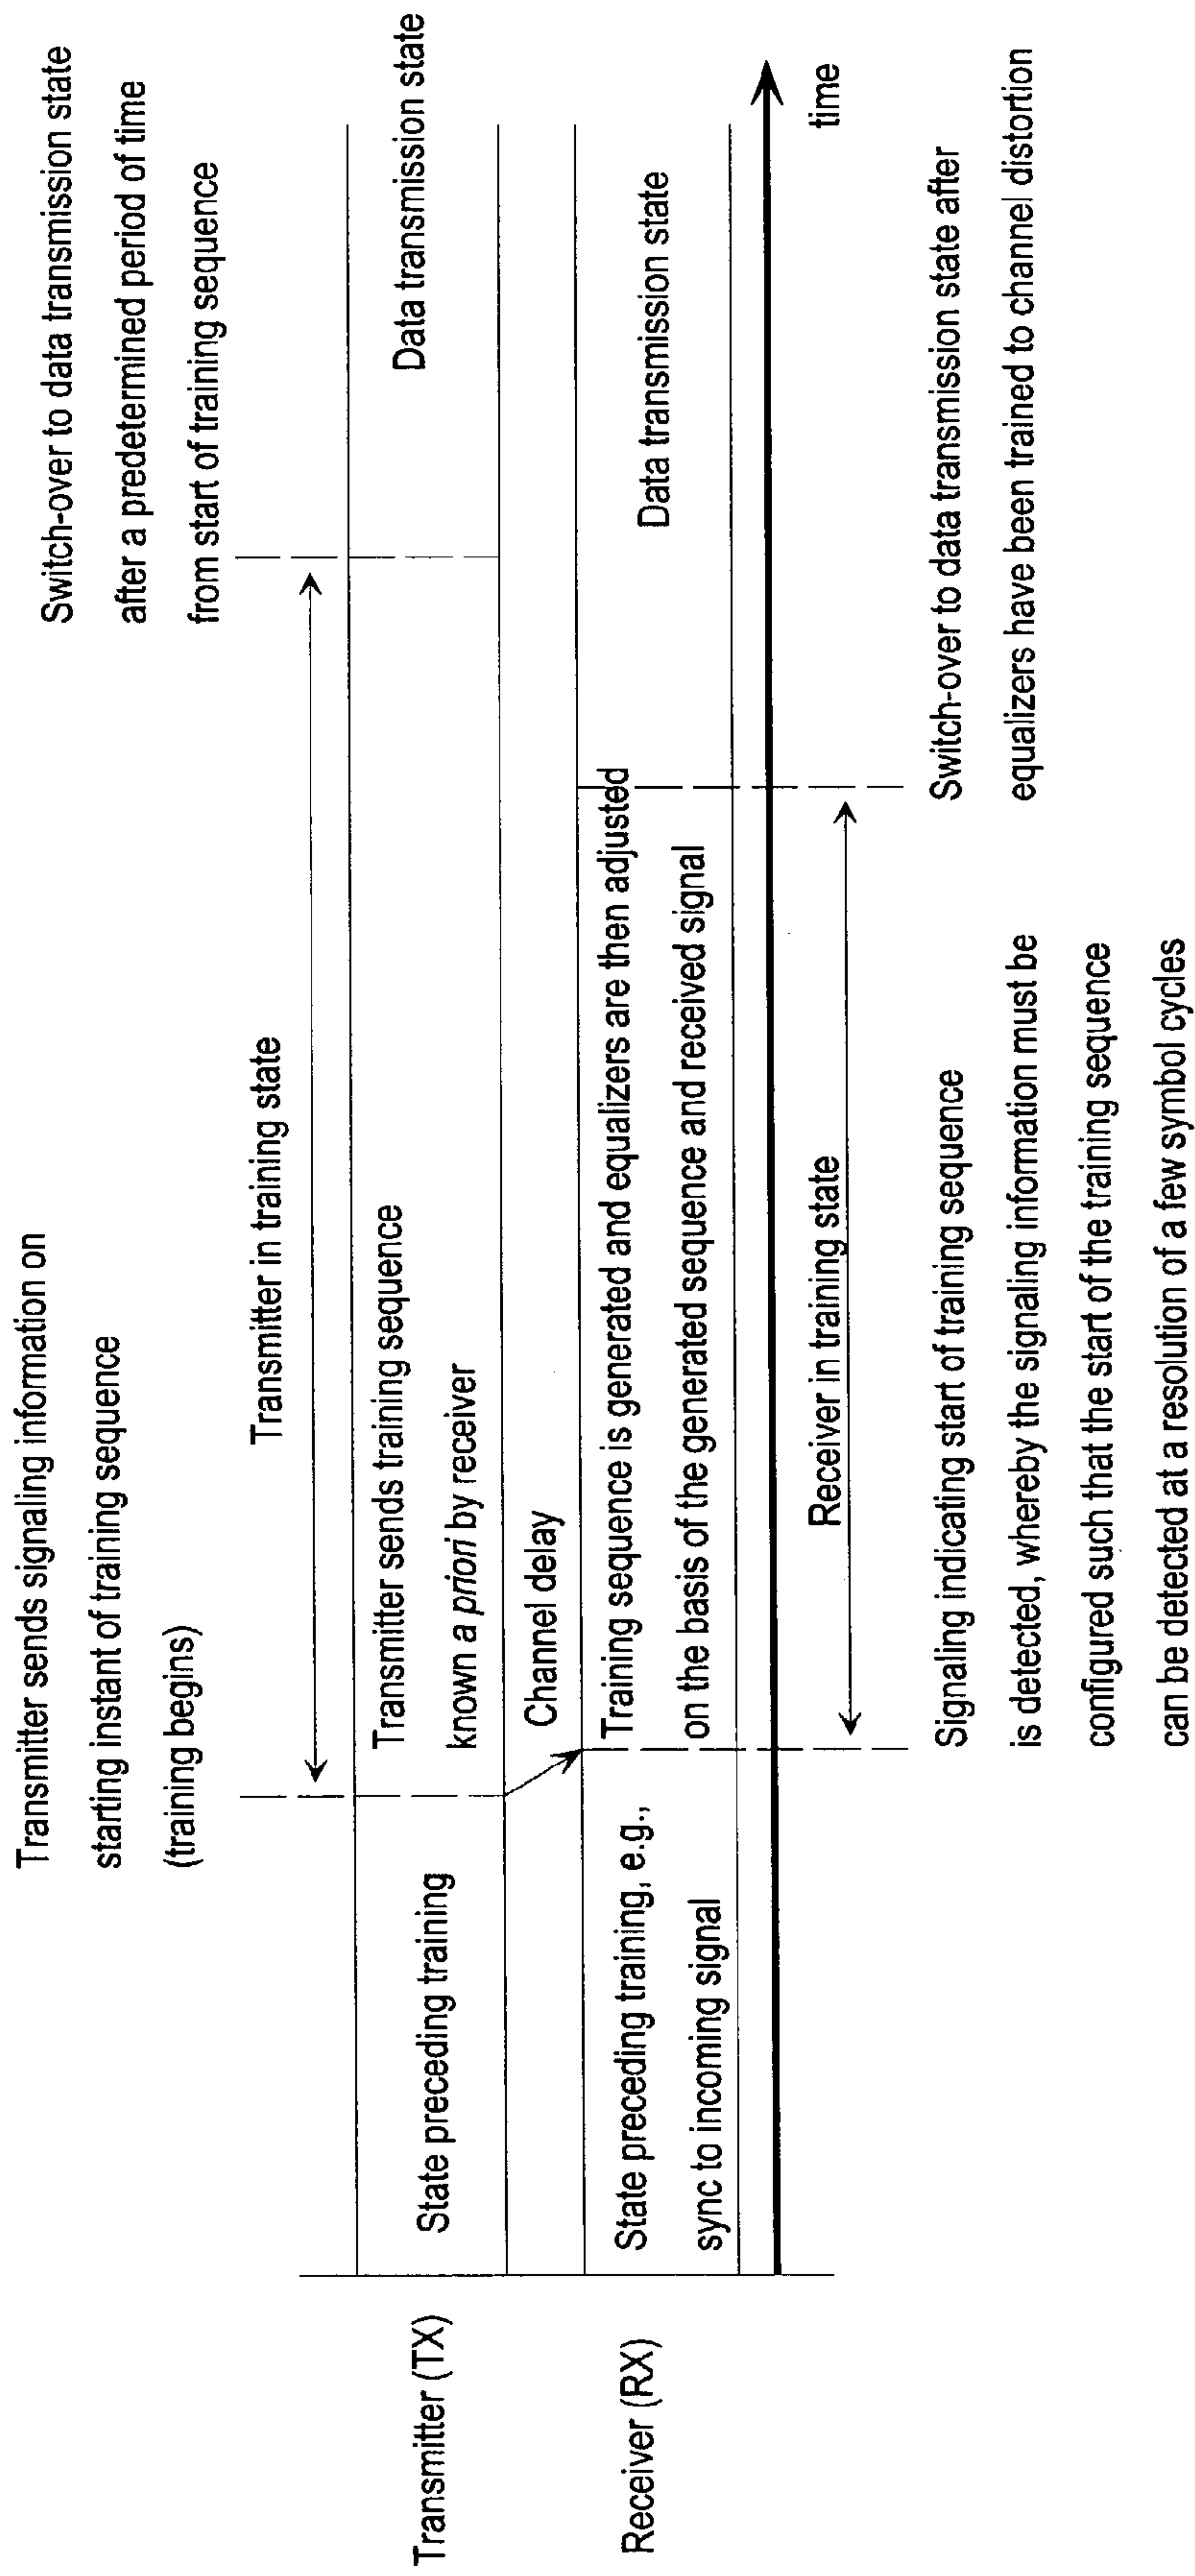 Transmitter sends signaling information on
starting instant of training sequence
(training begins)
Switch-over to data transmission state
after a predetermined period of time
from start of training sequence
Transmitter in training state
Transmitter (TX)
State preceding training
Transmitter sends training sequence
known a priori by receiver
Data transmission state
Channel delay
Receiver (RX)
State preceding training, e.g.,
sync to incoming signal
Training sequence is generated and equalizers are then adjusted
on the basis of the generated sequence and received signal
Data transmission state
time
Receiver in training state
Signaling indicating start of training sequence
is detected, whereby the signaling information must be
configured such that the start of the training sequence
can be detected at a resolution of a few symbol cycles
Switch-over to data transmission state after
equalizers have been trained to channel distortion